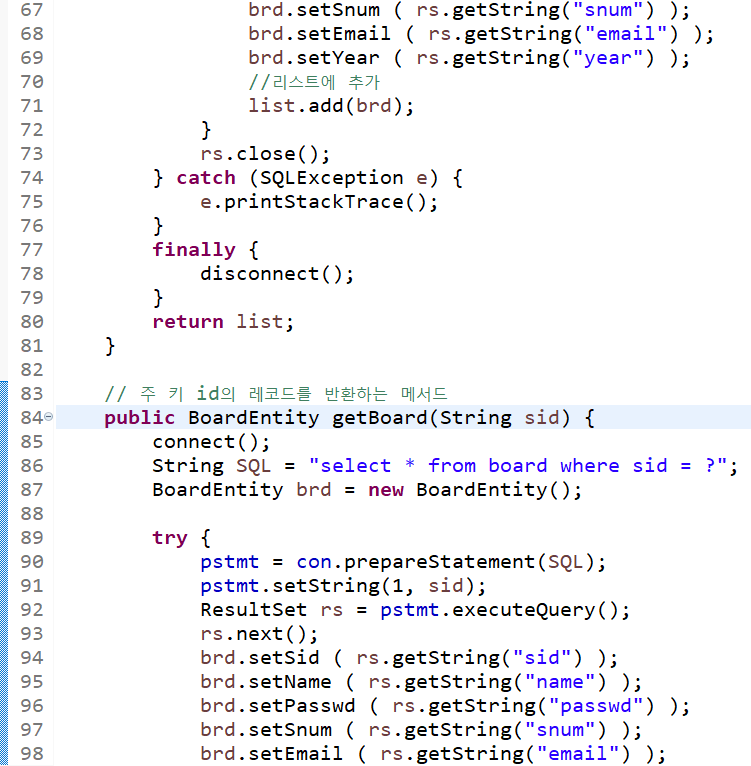 67 brd.setSnum ( rs.getString("snum") );
68 brd.setEmail ( rs.getString("email") );
69 brd.setYear ( rs.getString("year") );
70 //리스트에 추가
71 list.add(brd);
72 }
73 rs.close();
74 } catch (SQLException e) {
75 e.printStackTrace();
76 }
77 finally {
78 disconnect();
79 }
80 return list;
81 }
82
83 // 주 키 id의 레코드를 반환하는 메서드
84 public BoardEntity getBoard(String sid) {
85 connect();
86 String SQL = "select * from board where sid = ?";
87 BoardEntity brd = new BoardEntity();
88
89 try {
90 pstmt = con.prepareStatement(SQL);
91 pstmt.setString(1, sid);
92 ResultSet rs = pstmt.executeQuery();
93 rs.next();
94 brd.setSid ( rs.getString("sid") );
95 brd.setName ( rs.getString("name") );
96 brd.setPasswd ( rs.getString("passwd") );
97 brd.setSnum ( rs.getString("snum") );
98 brd.setEmail ( rs.getString("email") );